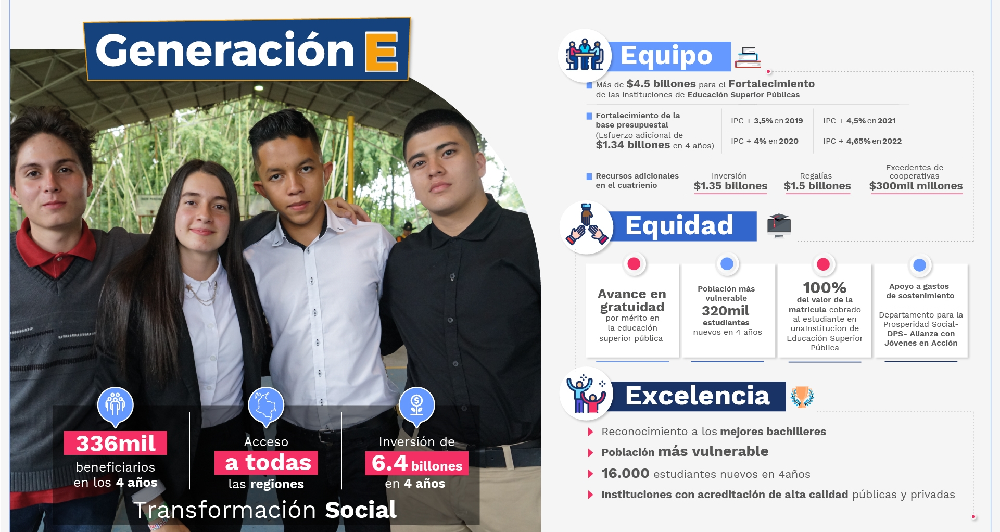 Generación E
336mil
beneficiarios
en los 4 años
Acceso
a todas
las regiones
Inversión de
6.4 billones
en 4 años
Transformación Social
Equipo
Más de $4.5 billones para el Fortalecimiento
de las instituciones de Educación Superior Públicas
Fortalecimiento de la
base presupuestal
(Esfuerzo adicional de
$1.34 billones en 4 años)
IPC + 3,5% en 2019
IPC + 4% en 2020
IPC + 4,5% en 2021
IPC + 4,65% en 2022
Recursos adicionales
en el cuatrienio
Inversión
$1.35 billones
Regalías
$1.5 billones
Excedentes de
cooperativas
$300mil millones
Equidad
Avance en
gratuidad
por mérito en
la educación
superior pública
Población más
vulnerable
320mil
estudiantes
nuevos en 4 años
100%
del valor de la
matrícula cobrado
al estudiante en
unaInstitucion de
Educación Superior
Pública
Apoyo a gastos
de sostenimiento
Departamento para la
Prosperidad Social-
DPS- Alianza con
Jóvenes en Acción
Excelencia
Reconocimiento a los mejores bachilleres
Población más vulnerable
16.000 estudiantes nuevos en 4años
Instituciones con acreditación de alta calidad públicas y privadas